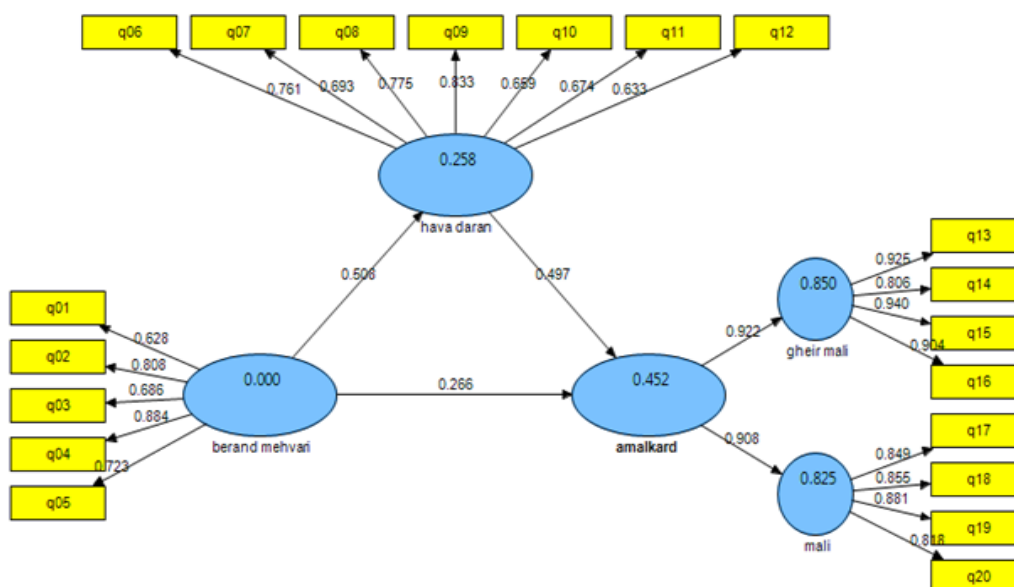 q06 q07 q08 q09 q10 q11 q12
0.761 0.693 0.775 0.833 0.659 0.674 0.633
0.258
hava daran
0.508 0.497
q01
q02
q03
q04
q05
0.628
0.808
0.686
0.884
0.723
0.000
berand mehvari
0.266
0.452
amalkard
0.922
0.908
0.850
gheir mali
0.825
mali
0.925
0.806
0.940
0.904
q13
q14
q15
q16
0.849
0.855
0.881
0.818
q17
q18
q19
q20